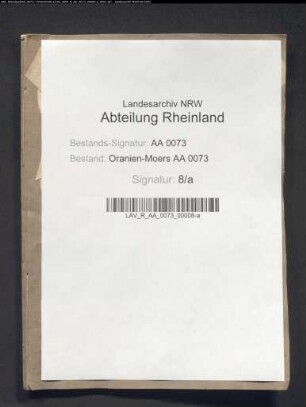 Landesarchiv NRW
Abteilung Rheinland
Bestands-Signatur: AA 0073
Bestand: Oranien-Moers AA 0073
Signatur: 8/a
LAV_R_AA_0073_00008-a